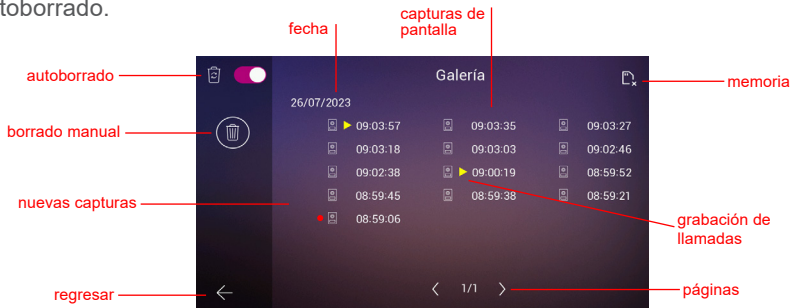 toborrado.
capturas de
pantalla
fecha
autoborrado
Galería
memoria
26/07/2023
borrado manual
09:03:57 09:03:35 09:03:27
09:03:18 09:03:03 09:02:46
09:02:38 09:00:19 08:59:52
nuevas capturas
08:59:45 08:59:38 08:59:21
08:59:06
grabación de
llamadas
regresar
1/1
páginas